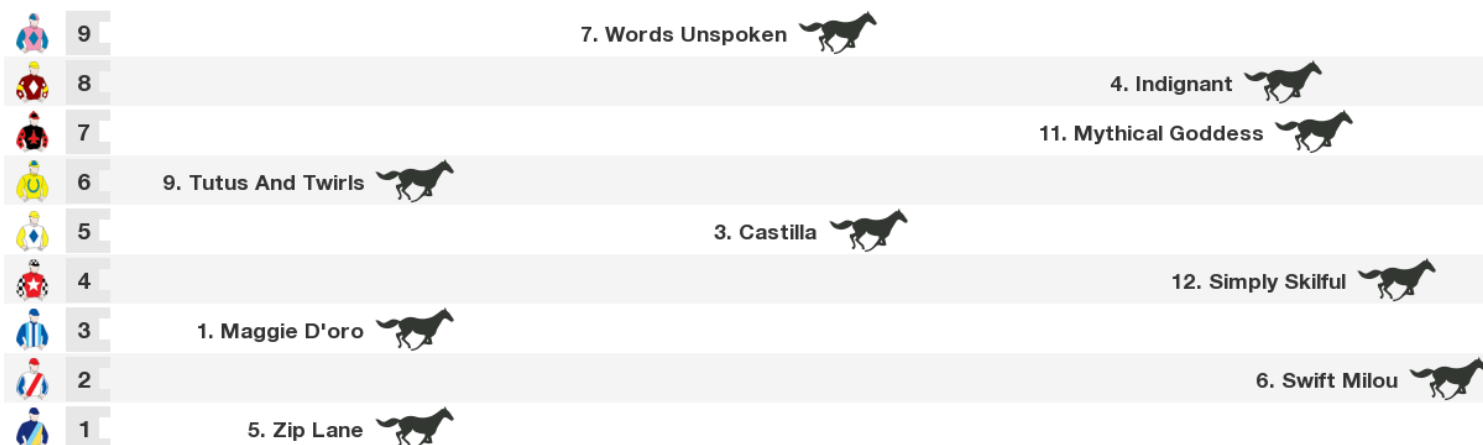 9 7. Words Unspoken
8 4. Indignant
7 11. Mythical Goddess
6 9. Tutus And Twirls
5 3. Castilla
4 12. Simply Skilful
3 1. Maggie D'oro
2 6. Swift Milou
1 5. Zip Lane